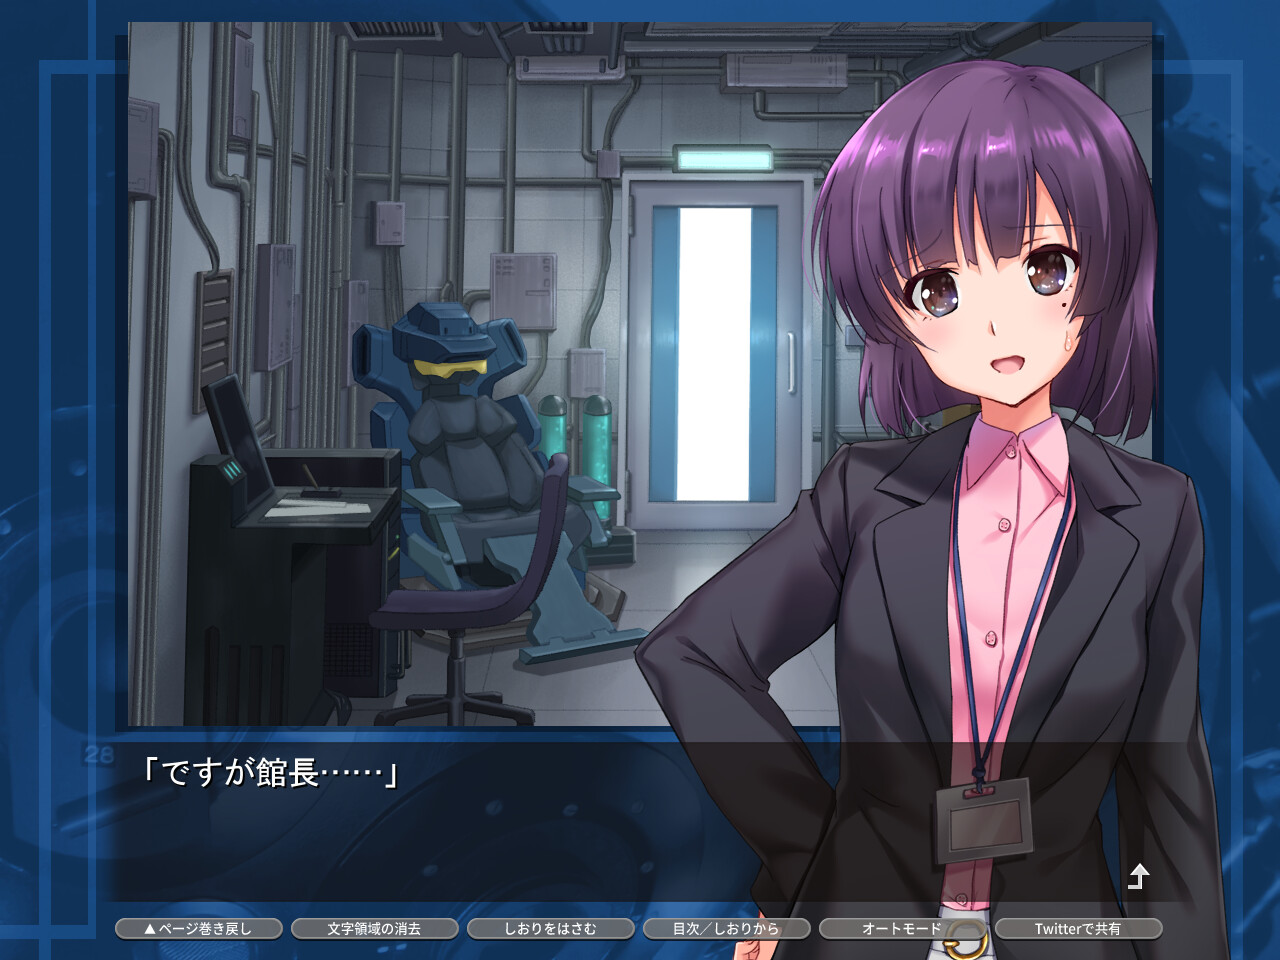 28
「ですが館長……」
▲ページ巻き戻し
文字領域の消去
しおりをはさむ
目次／しおりから
オートモード
Twitterで共有